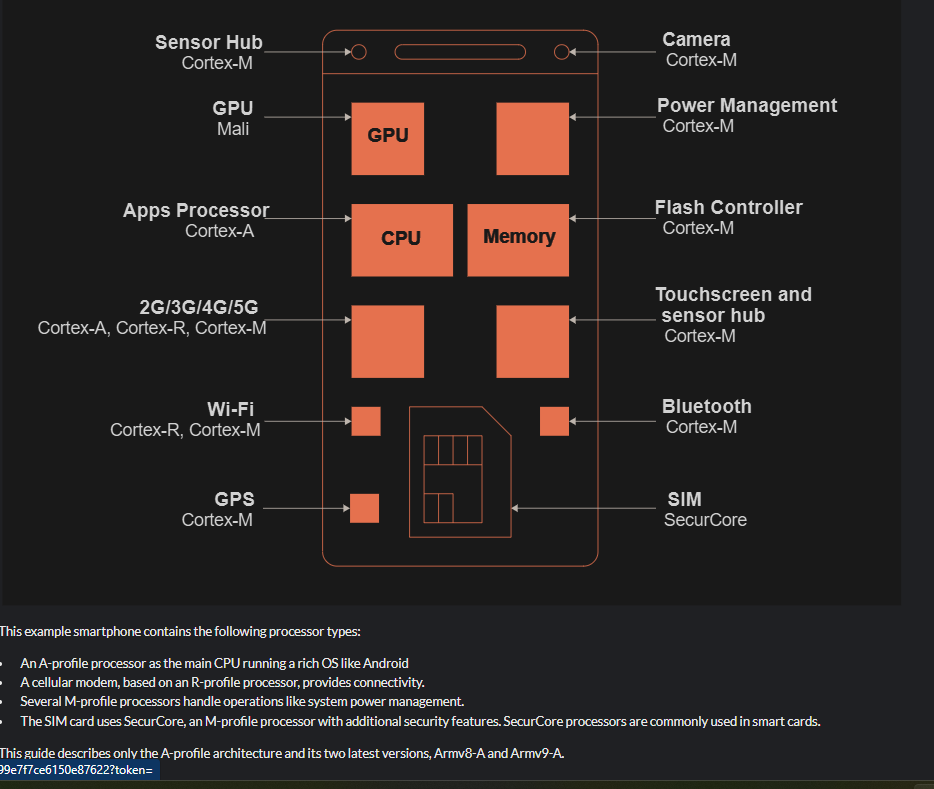 Sensor Hub
Cortex-M
Camera
Cortex-M
GPU
Mali
GPU
Power Management
Cortex-M
Apps Processor
Cortex-A
CPU
Memory
Flash Controller
Cortex-M
2G/3G/4G/5G
Cortex-A, Cortex-R, Cortex-M
Touchscreen and
sensor hub
Cortex-M
Wi-Fi
Cortex-R, Cortex-M
Bluetooth
Cortex-M
GPS
Cortex-M
SIM
SecurCore
This example smartphone contains the following processor types:
An A-profile processor as the main CPU running a rich OS like Android
A cellular modem, based on an R-profile processor, provides connectivity.
Several M-profile processors handle operations like system power management.
The SIM card uses SecurCore, an M-profile processor with additional security features. SecurCore processors are commonly used in smart cards.
This guide describes only the A-profile architecture and its two latest versions, Armv8-A and Armv9-A.
99e7f7ce6150e87622?token=